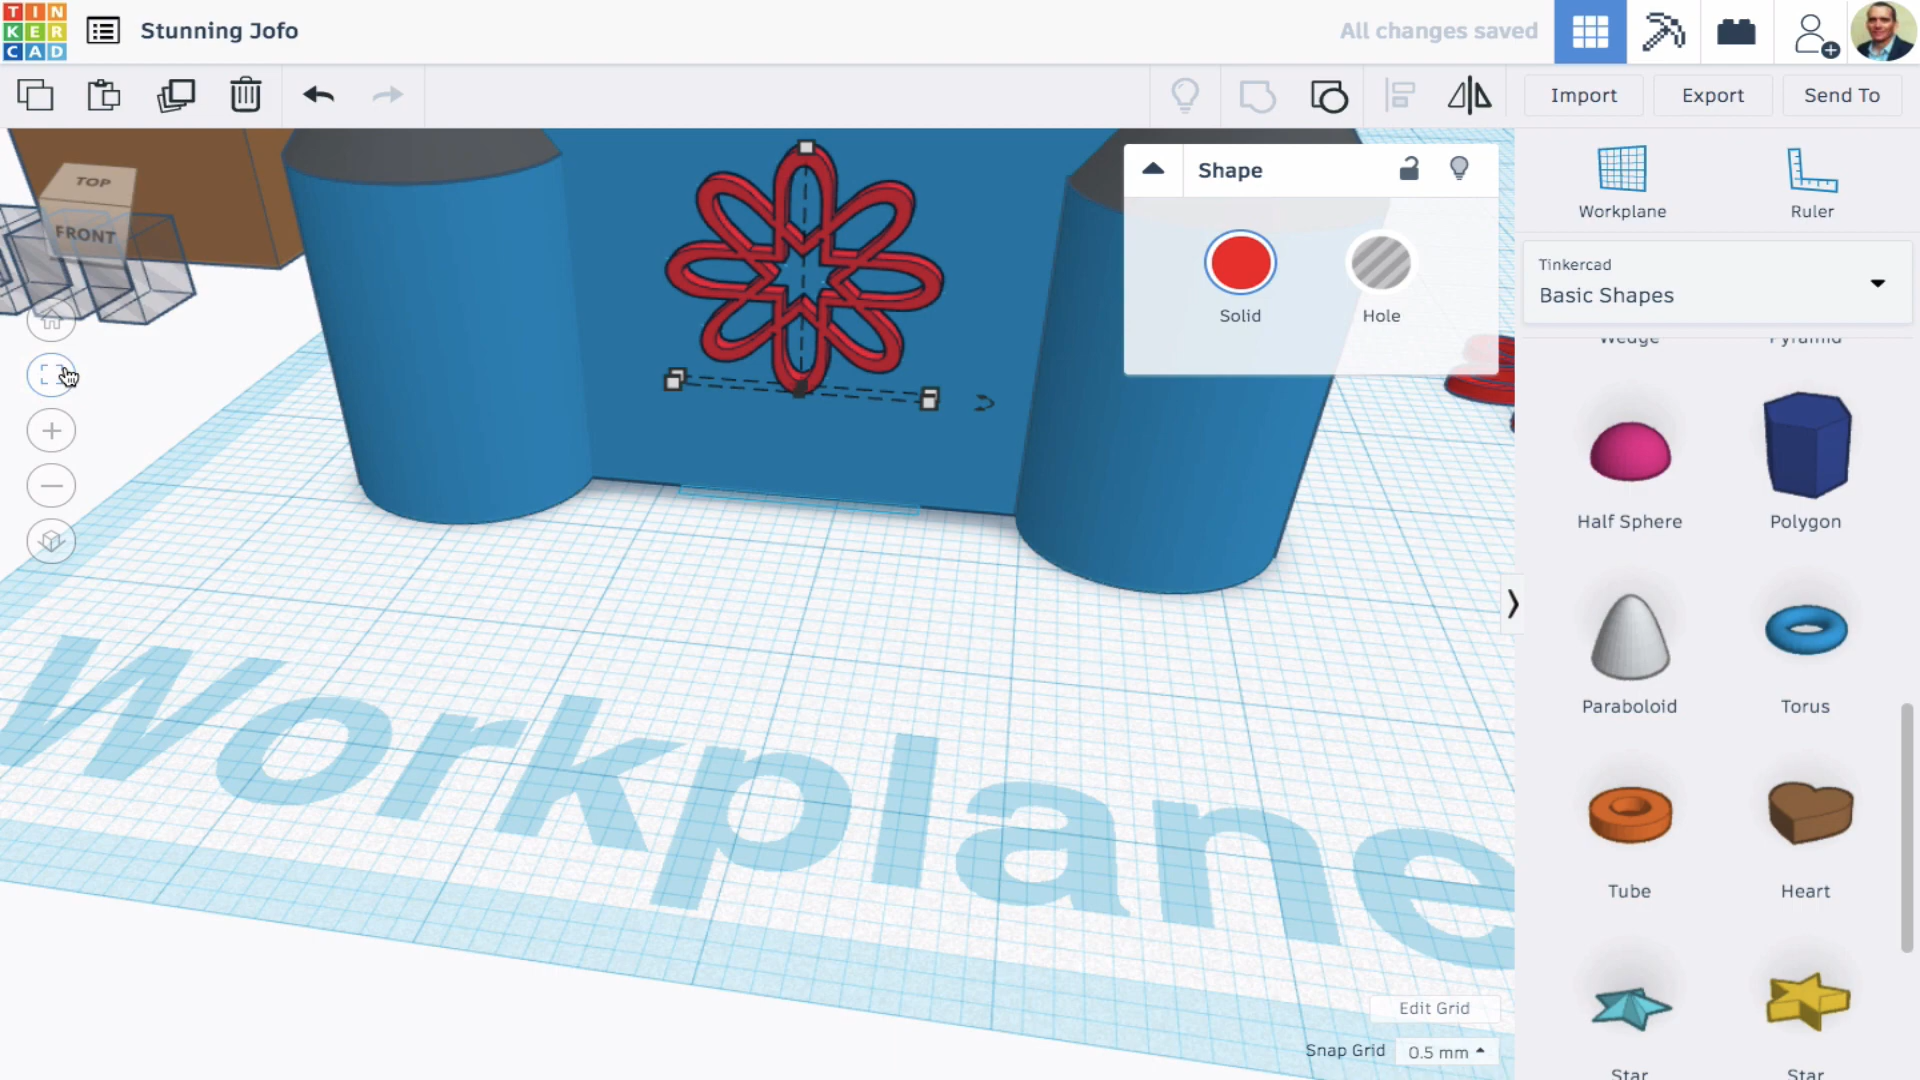 TIN
KER
CAD
Stunning Jofo
All changes saved
Import
Export
Send To
TOP
FRONT
Shape
Solid
Hole
Workplane
Ruler
Tinkercad
Basic Shapes
Wedge
Pyramid
Half Sphere
Polygon
Paraboloid
Torus
Tube
Heart
Star
Star
Workplane
Edit Grid
Snap Grid
0.5 mm